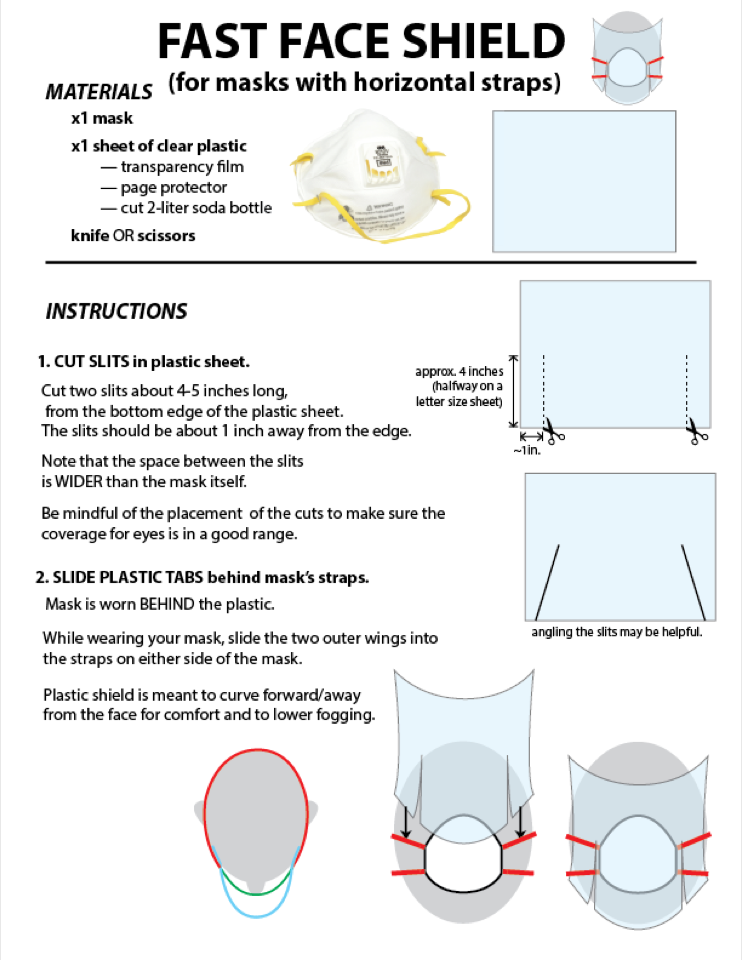 FAST FACE SHIELD
(for masks with horizontal straps)
MATERIALS
x1 mask
x1 sheet of clear plastic
— transparency film
— page protector
— cut 2-liter soda bottle
knife OR scissors
INSTRUCTIONS
1. CUT SLITS in plastic sheet.
Cut two slits about 4-5 inches long,
from the bottom edge of the plastic sheet.
The slits should be about 1 inch away from the edge.
Note that the space between the slits
is WIDER than the mask itself.
Be mindful of the placement of the cuts to make sure the
coverage for eyes is in a good range.
approx. 4 inches
(halfway on a
letter size sheet)
~1in.
angling the slits may be helpful.
2. SLIDE PLASTIC TABS behind mask's straps.
Mask is worn BEHIND the plastic.
While wearing your mask, slide the two outer wings into
the straps on either side of the mask.
Plastic shield is meant to curve forward/away
from the face for comfort and to lower fogging.